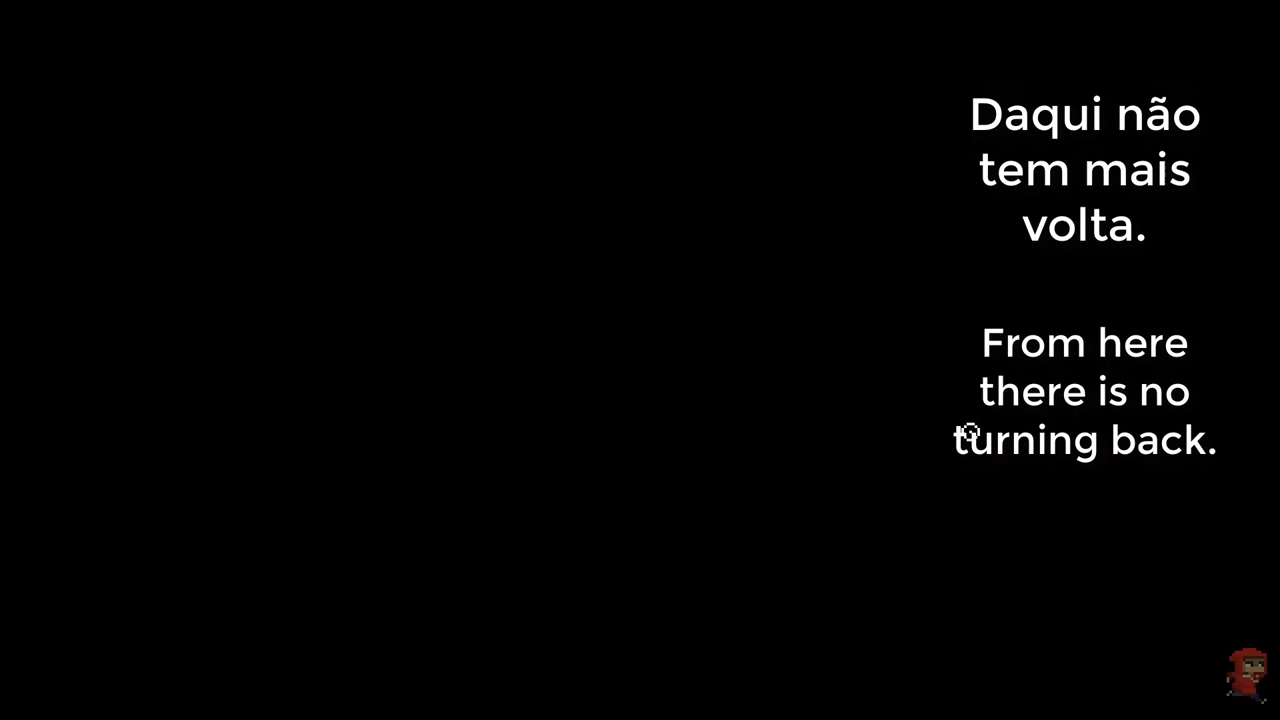 Daqui não
tem mais
volta.
From here
there is no
turning back.